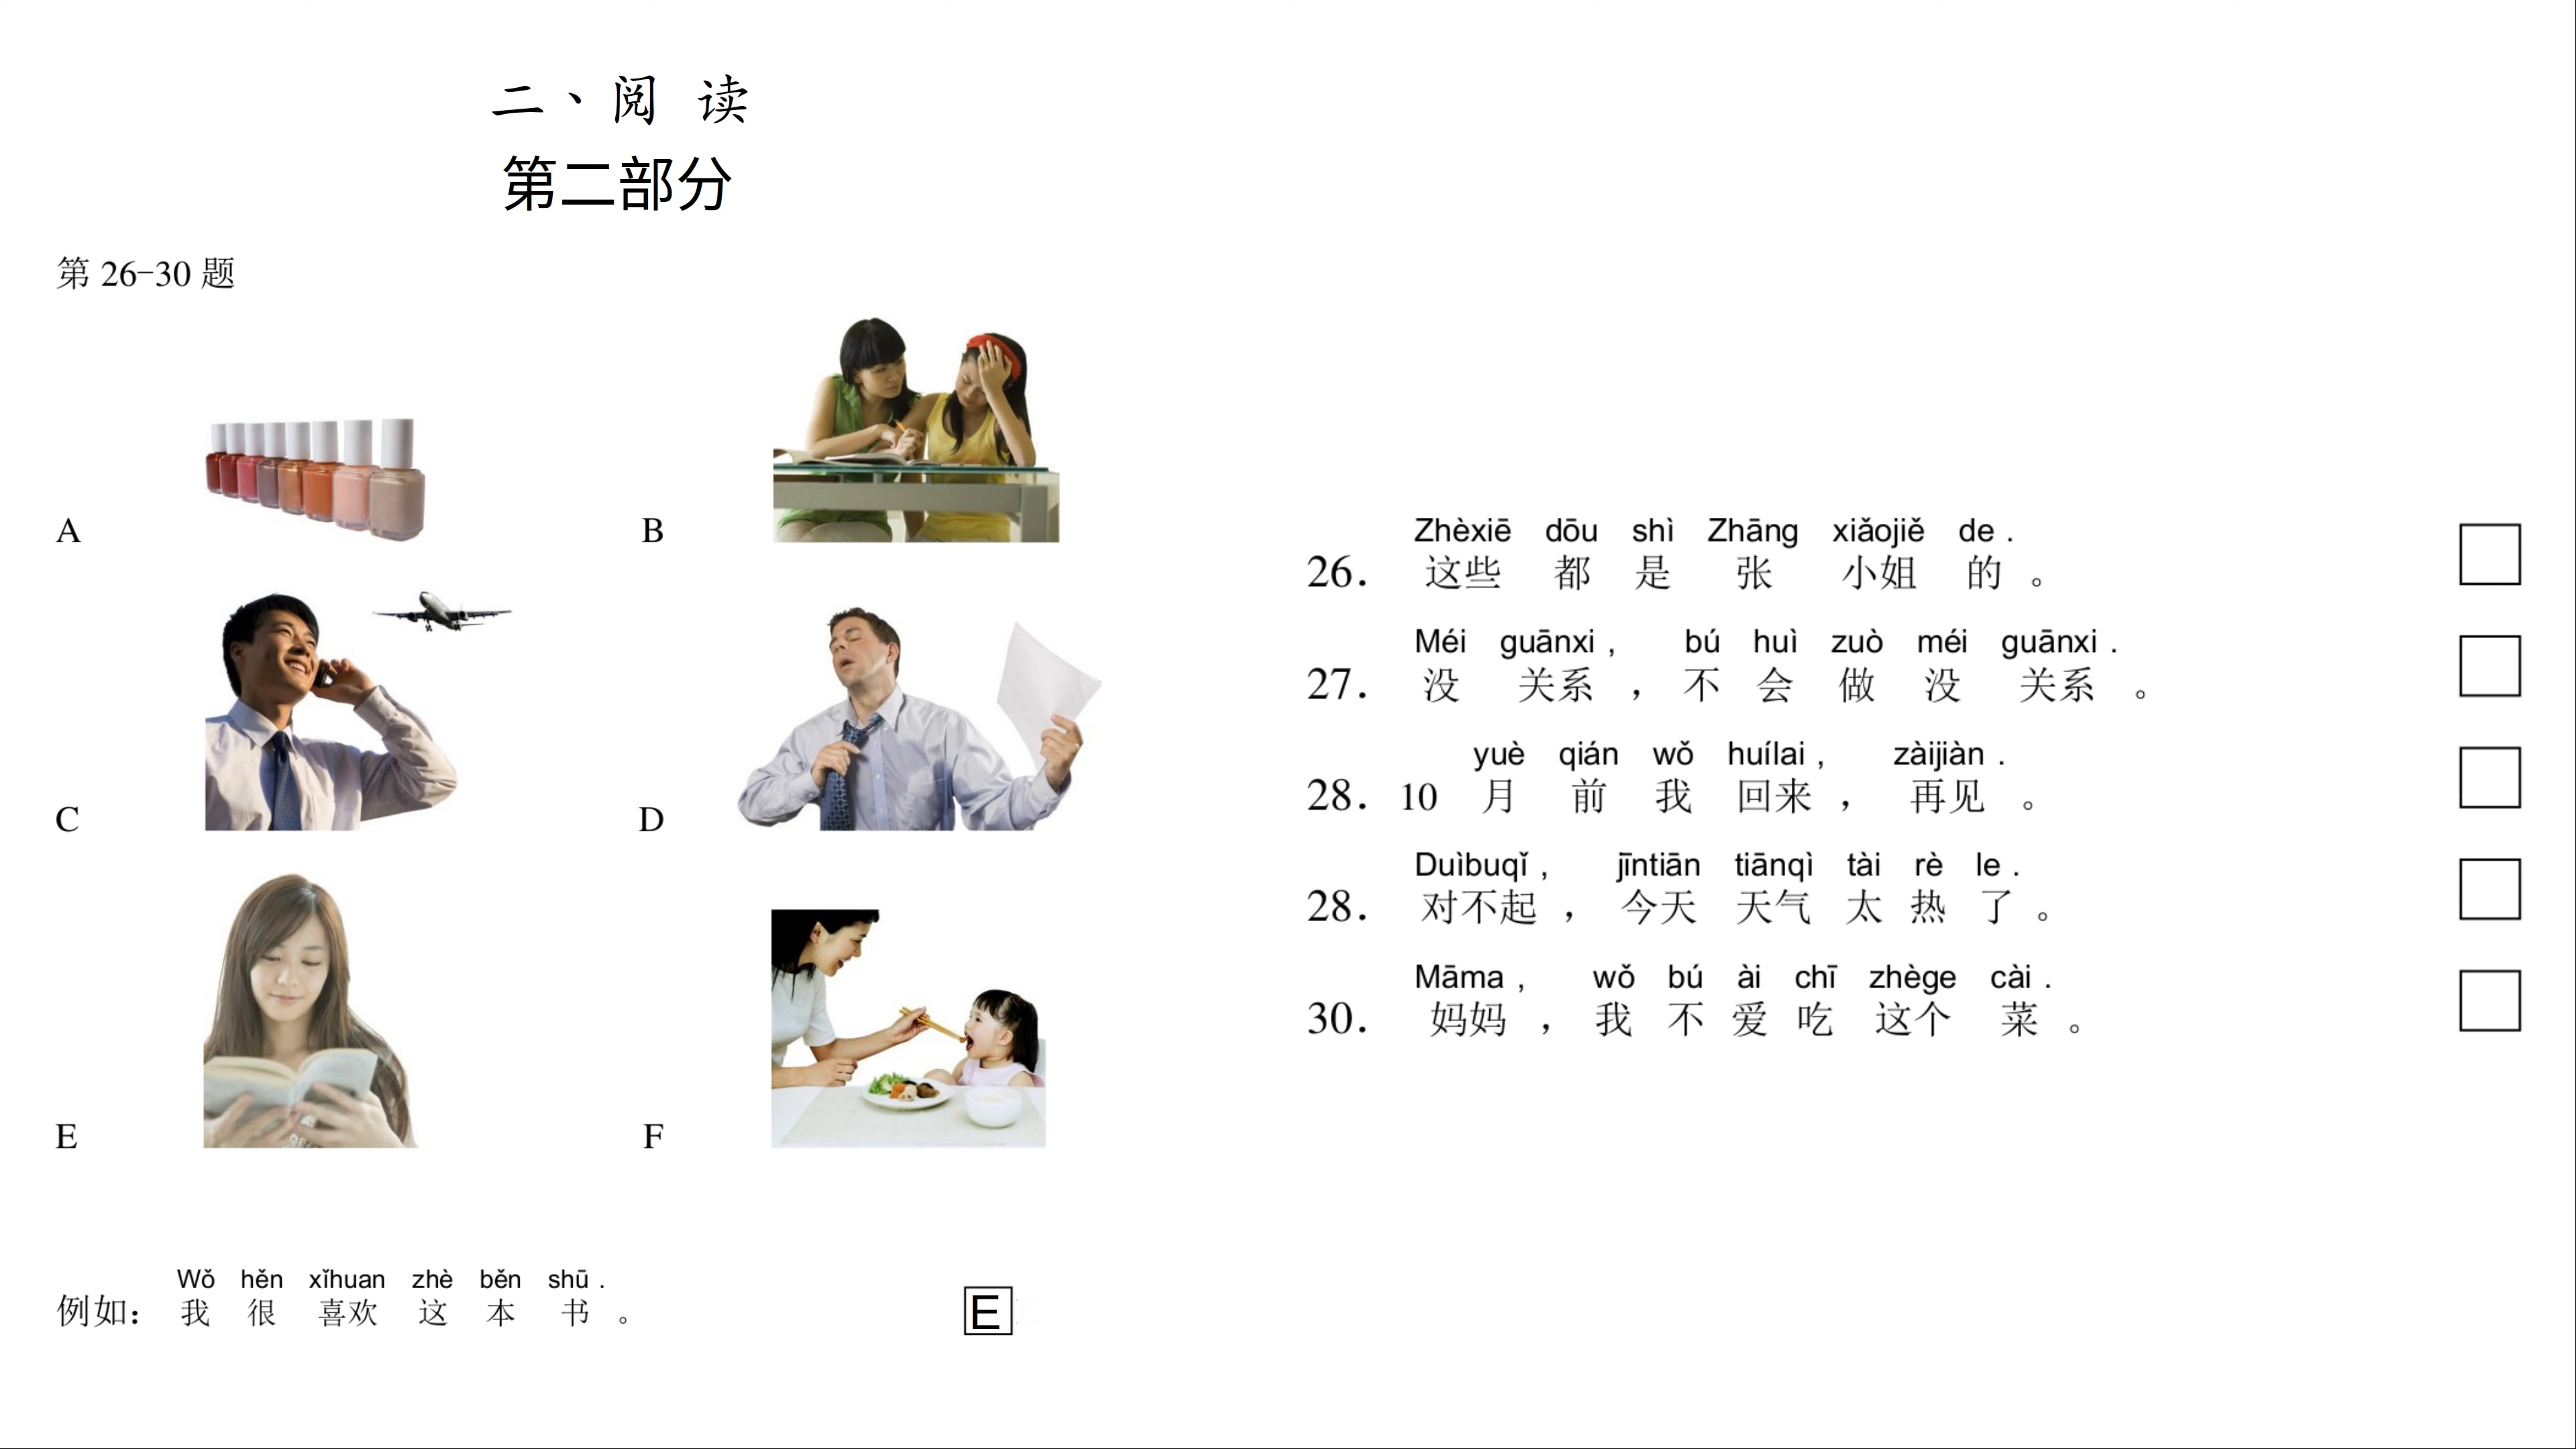 二、阅 读
第二部分
第 26-30 题
A
B
C
D
E
F
Wǒ hěn xǐhuan zhè běn shū .
例如： 我 很 喜欢 这 本 书 。
E
Zhèxiē dōu shì Zhāng xiǎojiě de .
26. 这些 都 是 张 小姐 的 。
Méi guānxi , bú huì zuò méi guānxi .
27. 没 关系 ， 不 会 做 没 关系 。
yuè qián wǒ huílai , zàijiàn .
28. 10 月 前 我 回来 ， 再见 。
Duìbuqǐ , jīntiān tiānqì tài rè le .
28. 对不起 ， 今天 天气 太 热 了 。
Māma , wǒ bú ài chī zhège cài .
30. 妈妈 ， 我 不 爱 吃 这个 菜 。